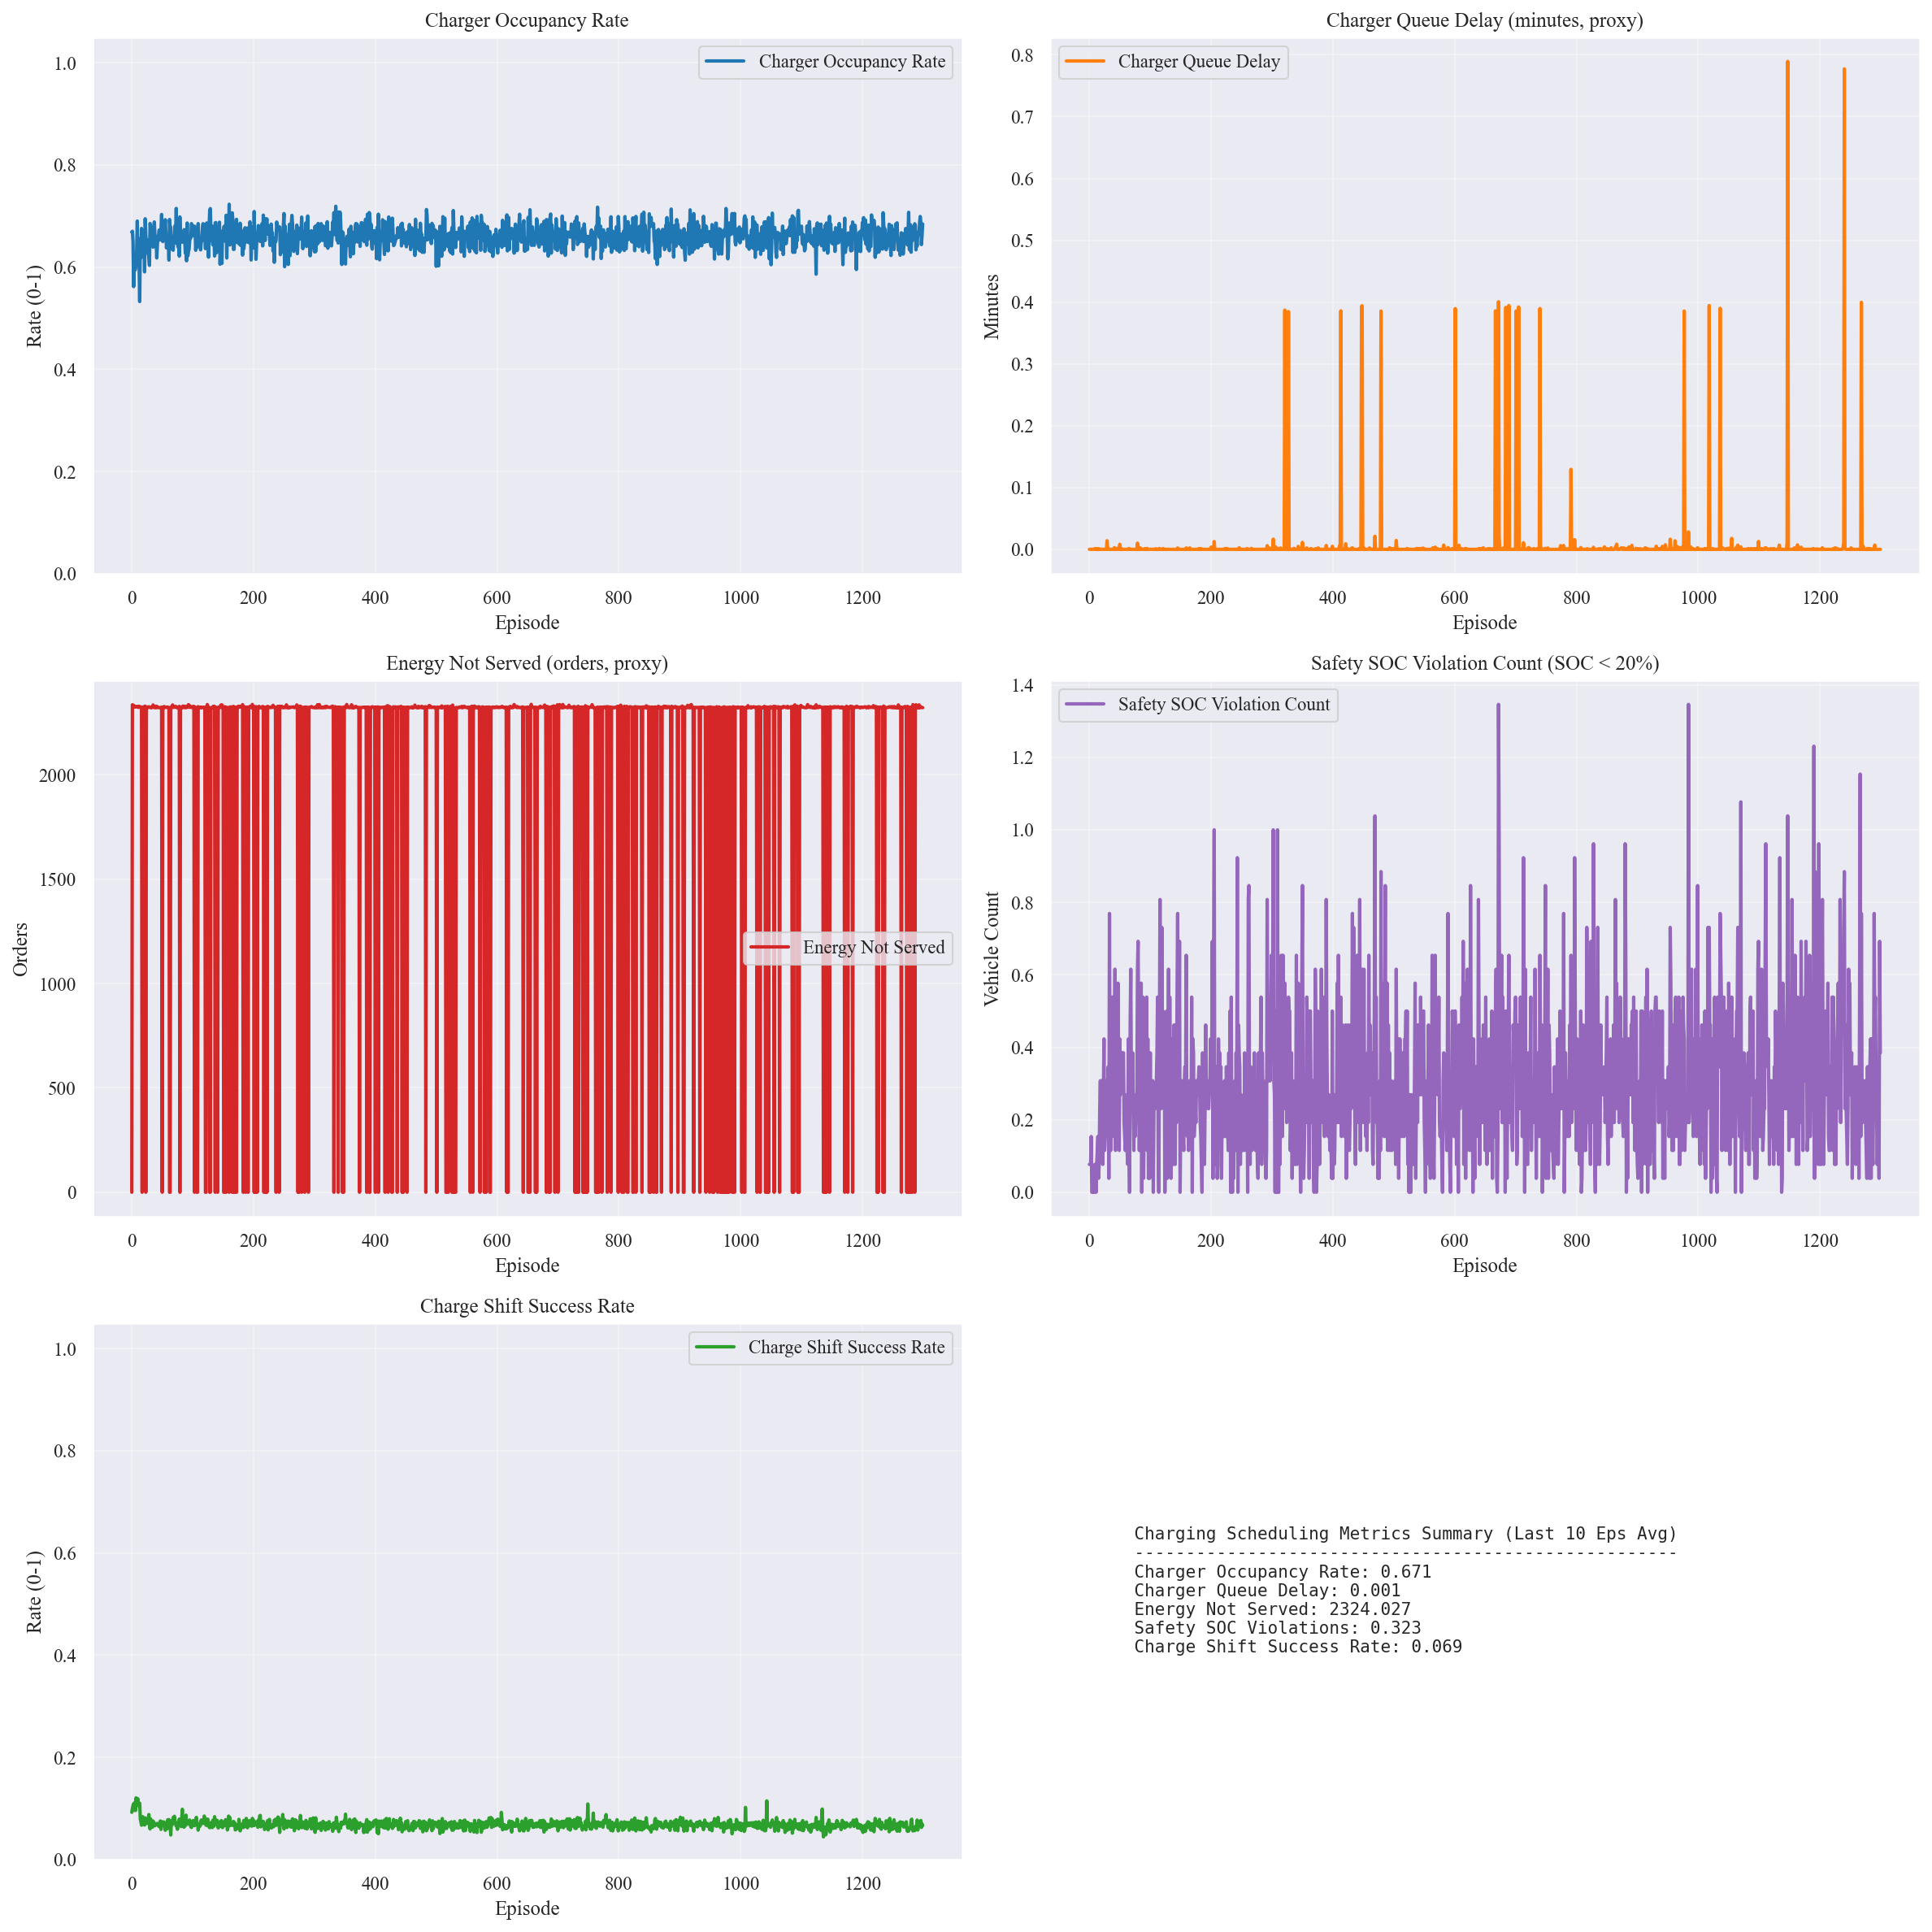 Charger Occupancy Rate
Charger Occupancy Rate
1.0
0.8
0.6
0.4
0.2
0.0
Rate (0-1)
0 200 400 600 800 1000 1200
Episode
Charger Queue Delay (minutes, proxy)
Charger Queue Delay
0.8
0.7
0.6
0.5
0.4
0.3
0.2
0.1
0.0
Minutes
0 200 400 600 800 1000 1200
Episode
Energy Not Served (orders, proxy)
Energy Not Served
2000
1500
1000
500
0
Orders
0 200 400 600 800 1000 1200
Episode
Safety SOC Violation Count (SOC < 20%)
Safety SOC Violation Count
1.4
1.2
1.0
0.8
0.6
0.4
0.2
0.0
Vehicle Count
0 200 400 600 800 1000 1200
Episode
Charge Shift Success Rate
Charge Shift Success Rate
1.0
0.8
0.6
0.4
0.2
0.0
Rate (0-1)
0 200 400 600 800 1000 1200
Episode
Charging Scheduling Metrics Summary (Last 10 Eps Avg)
-----------------------------------------------------
Charger Occupancy Rate: 0.671
Charger Queue Delay: 0.001
Energy Not Served: 2324.027
Safety SOC Violations: 0.323
Charge Shift Success Rate: 0.069